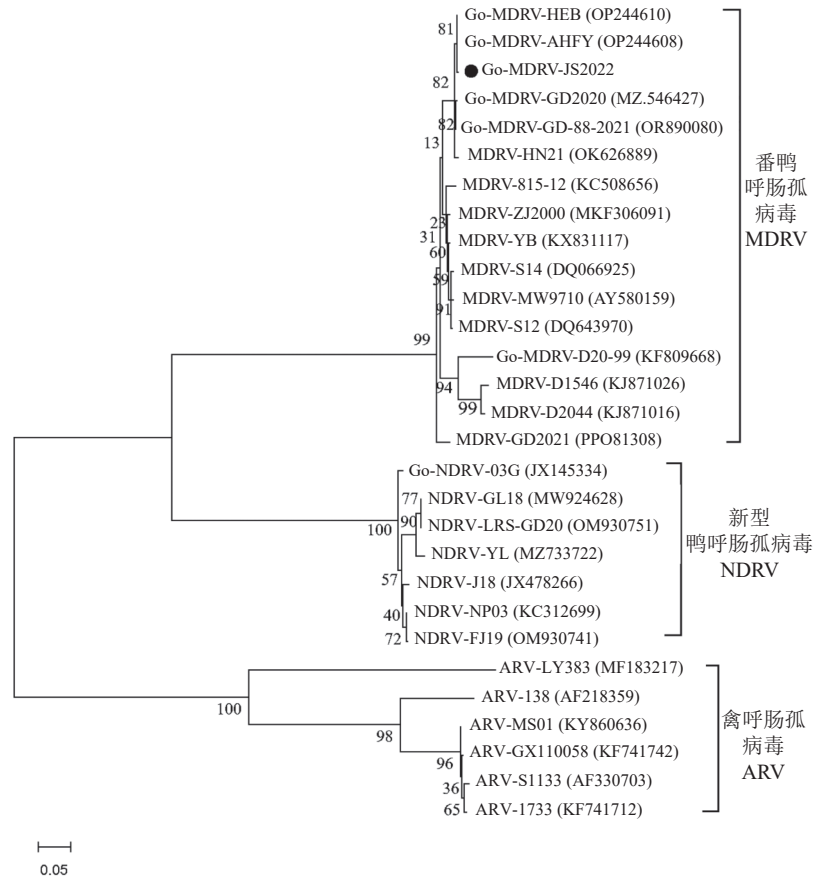 Go-MDRV-HEB (OP244610)
81
Go-MDRV-AHFY (OP244608)
Go-MDRV-JS2022
82
Go-MDRV-GD2020 (MZ.546427)
82
Go-MDRV-GD-88-2021 (OR890080)
13
MDRV-HN21 (OK626889)
MDRV-815-12 (KC508656)
MDRV-ZJ2000 (MKF306091)
23
31
MDRV-YB (KX831117)
60
MDRV-S14 (DQ066925)
59
MDRV-MW9710 (AY580159)
91
MDRV-S12 (DQ643970)
99
Go-MDRV-D20-99 (KF809668)
94
MDRV-D1546 (KJ871026)
99
MDRV-D2044 (KJ871016)
MDRV-GD2021 (PPO81308)
番鸭
呼肠孤
病毒
MDRV
Go-NDRV-03G (JX145334)
77
NDRV-GL18 (MW924628)
90
NDRV-LRS-GD20 (OM930751)
100
NDRV-YL (MZ733722)
57
NDRV-J18 (JX478266)
40
NDRV-NP03 (KC312699)
72
NDRV-FJ19 (OM930741)
新型
鸭呼肠孤病毒
NDRV
ARV-LY383 (MF183217)
100
ARV-138 (AF218359)
98
ARV-MS01 (KY860636)
ARV-GX110058 (KF741742)
96
ARV-S1133 (AF330703)
36
65
ARV-1733 (KF741712)
禽呼肠孤
病毒
ARV
0.05